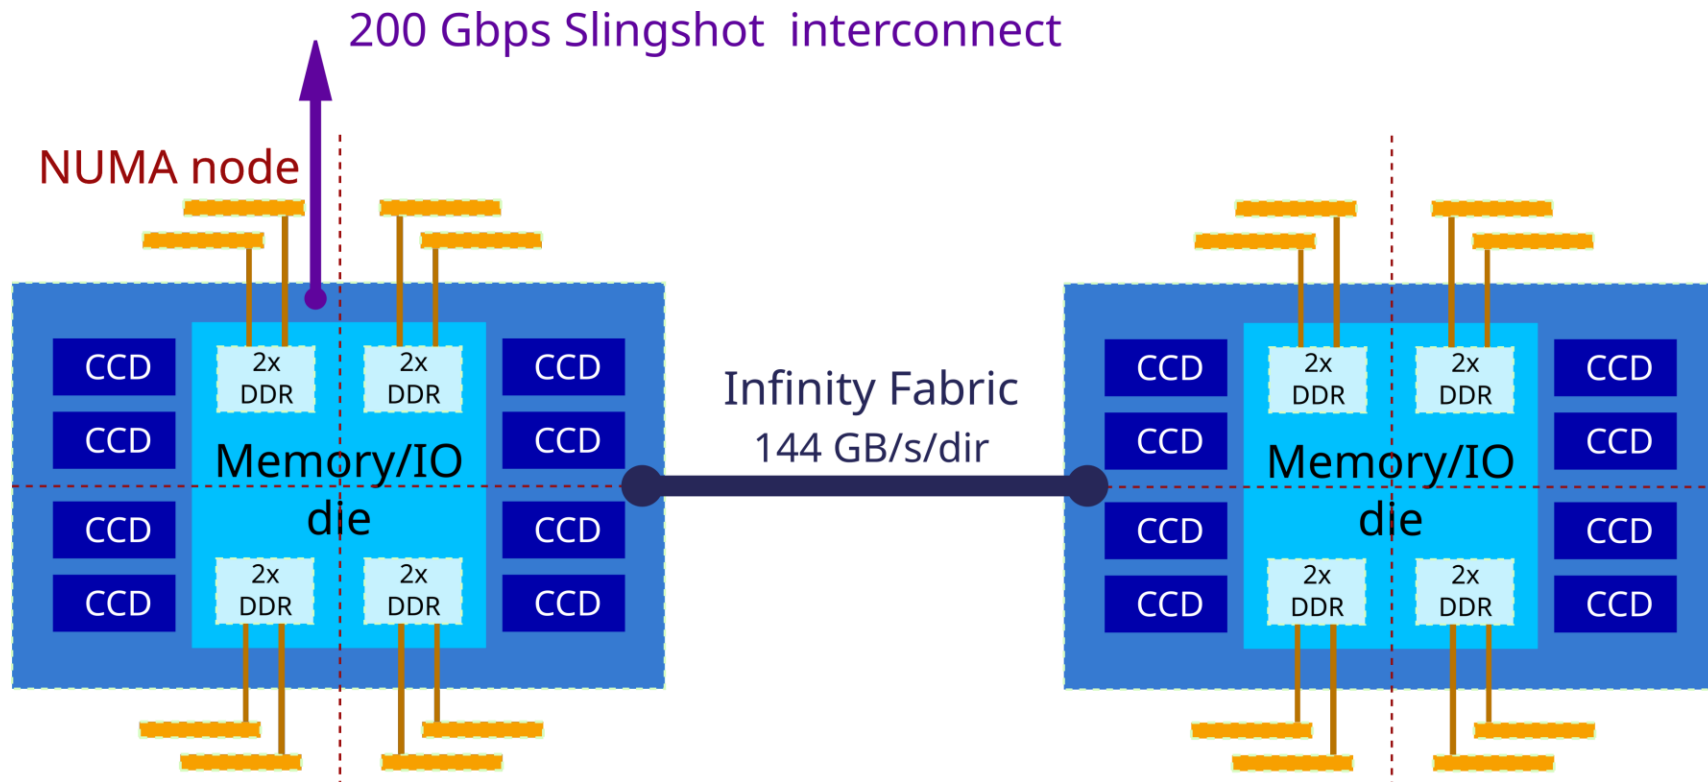 200 Gbps Slingshot interconnect
NUMA node
CCD
2x
DDR
2x
DDR
CCD
CCD
CCD
Memory/IO
die
CCD
CCD
CCD
2x
DDR
2x
DDR
CCD
Infinity Fabric
144 GB/s/dir
CCD
2x
DDR
2x
DDR
CCD
CCD
CCD
Memory/IO
die
CCD
CCD
CCD
2x
DDR
2x
DDR
CCD